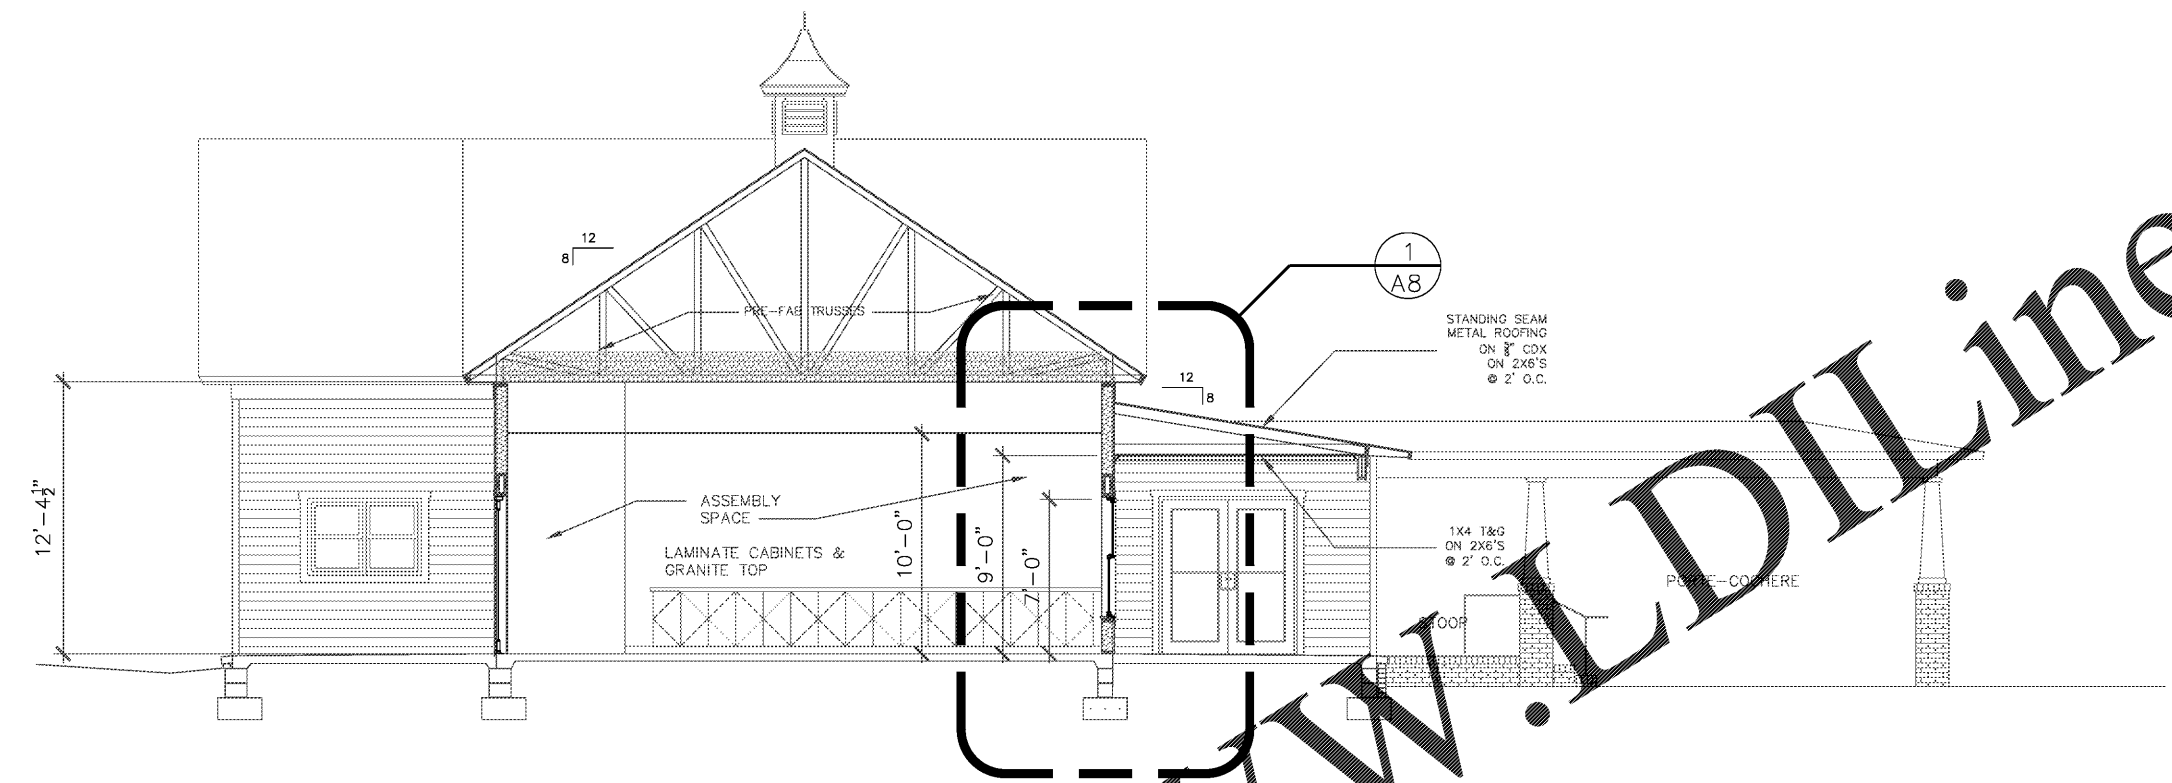 12
8
PRE-FAB TRUSSES
1
A8
STANDING SEAM
METAL ROOFING
ON ⅝" CDX
ON 2X6'S
@ 2' O.C.
12
8
12'-4½"
ASSEMBLY
SPACE
LAMINATE CABINETS &
GRANITE TOP
10'-0"
9'-0"
7'-0"
1X4 T&G
ON 2X6'S
@ 2' O.C.
PORTE-COCHERE
STOOP
W.LDILine